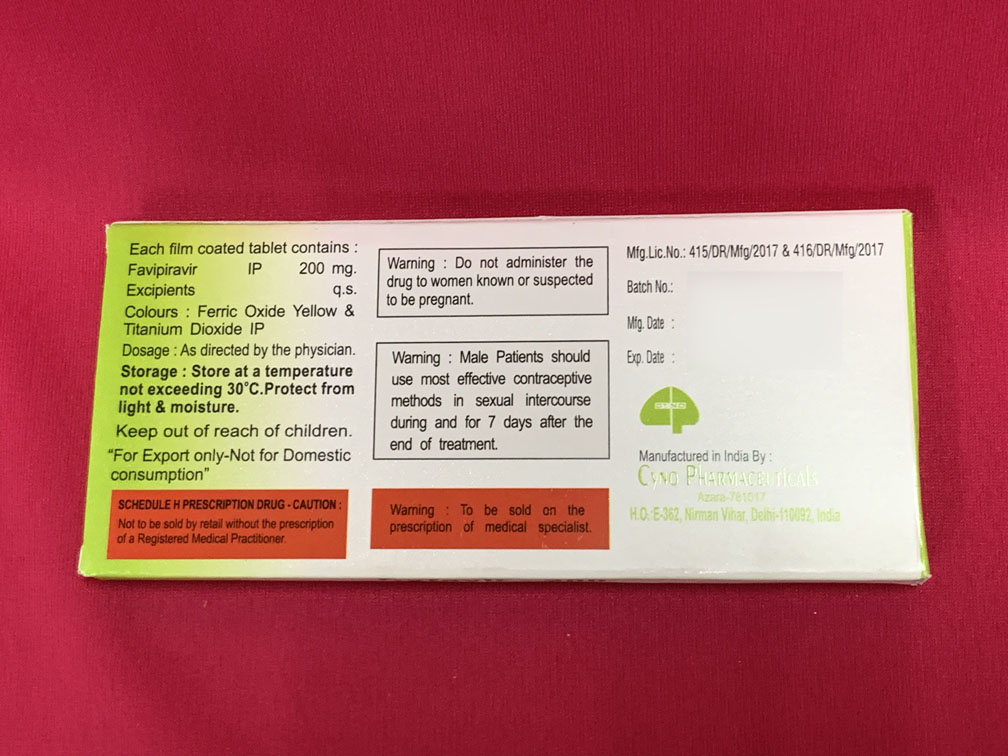 Each film coated tablet contains :
Favipiravir IP 200 mg.
Excipients q.s.
Colours : Ferric Oxide Yellow &
Titanium Dioxide IP
Dosage : As directed by the physician.
Storage : Store at a temperature
not exceeding 30°C.Protect from
light & moisture.
Keep out of reach of children.
“For Export only-Not for Domestic
consumption”
SCHEDULE H PRESCRIPTION DRUG - CAUTION :
Not to be sold by retail without the prescription
of a Registered Medical Practitioner.
Warning : Do not administer the
drug to women known or suspected
to be pregnant.
Warning : Male Patients should
use most effective contraceptive
methods in sexual intercourse
during and for 7 days after the
end of treatment.
Warning : To be sold on the
prescription of medical specialist.
Mfg.Lic.No.: 415/DR/Mfg/2017 & 416/DR/Mfg/2017
Batch No.:
Mfg. Date :
Exp. Date :
CYNO
Manufactured in India By :
Cyno Pharmaceuticals
Azara-781017
H.O.:E-362, Nirman Vihar, Delhi-110092, India